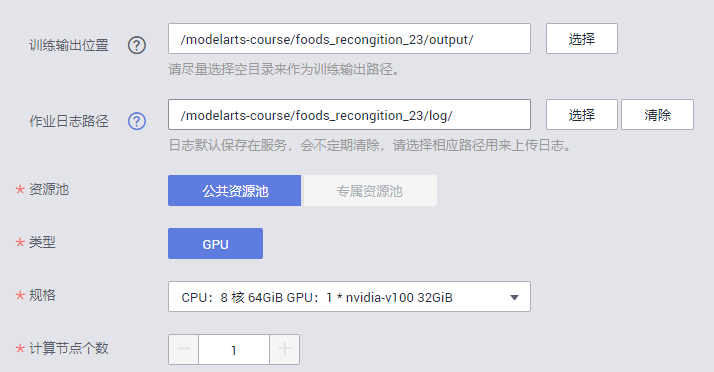 训练输出位置 ? /modelarts-course/foods_recongition_23/output/ 选择
请尽量选择空目录来作为训练输出路径。
作业日志路径 ? /modelarts-course/foods_recongition_23/log/ 选择 清除
日志默认保存在服务，会不定期清除，请选择相应路径用来上传日志。
* 资源池 公共资源池 专属资源池
* 类型 GPU
* 规格 CPU：8 核 64GiB GPU：1 * nvidia-v100 32GiB
* 计算节点个数 — 1 +